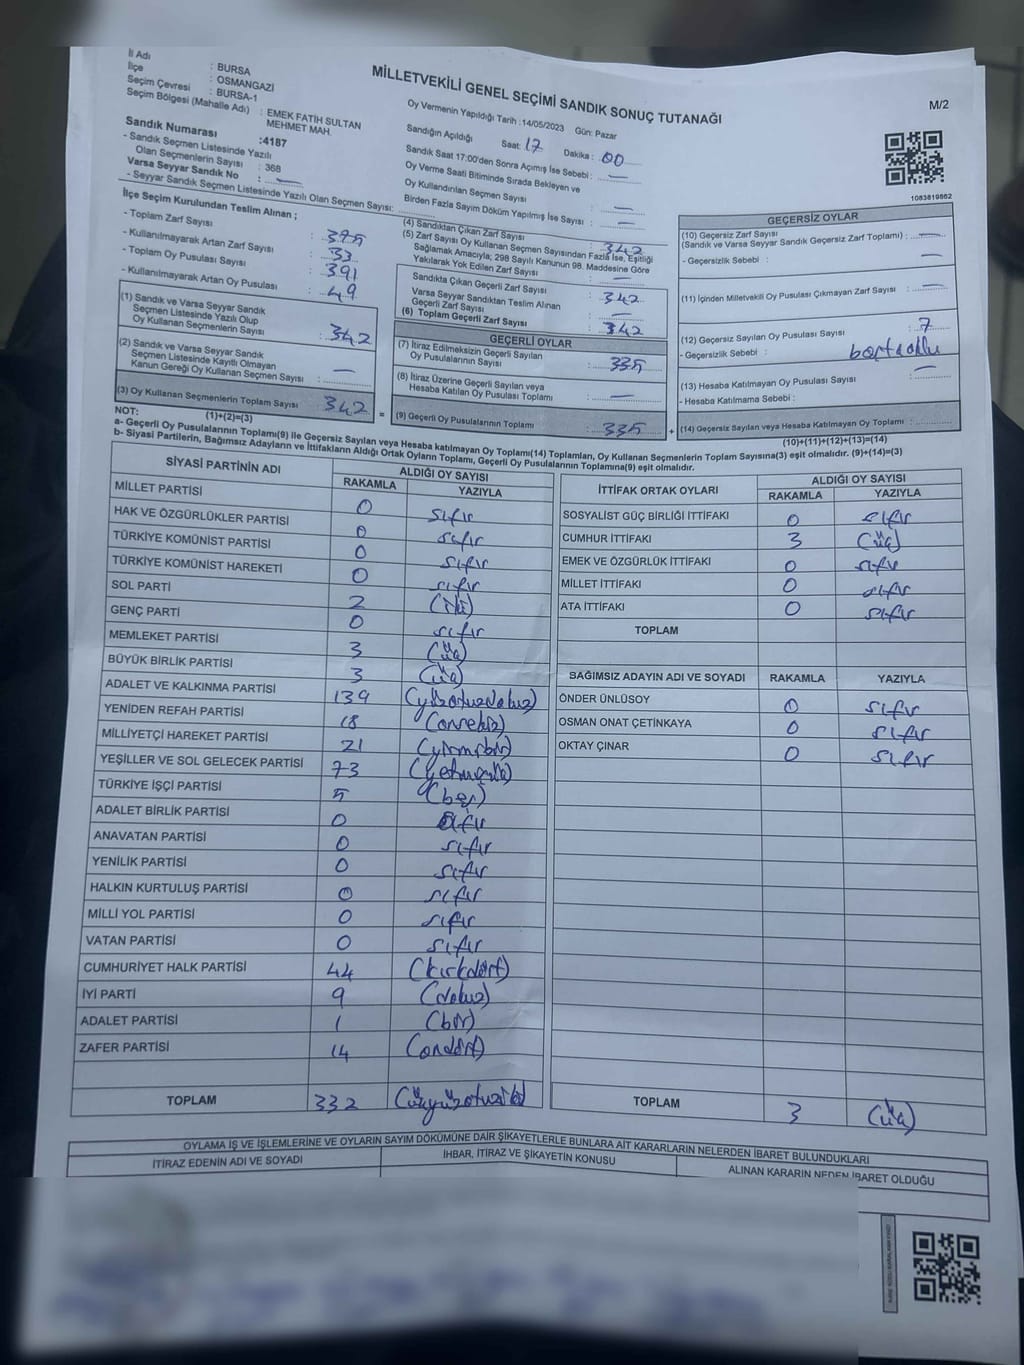 MİLLETVEKİLİ GENEL SEÇİMİ SANDIK SONUÇ TUTANAĞI
M/2
İli Adı : BURSA
İlçe : OSMANGAZİ
Seçim Çevresi : BURSA-1
Seçim Bölgesi (Mahalle Adı) : EMEK FATİH SULTAN MEHMET MAH.
Sandık Numarası :4187
- Sandık Seçmen Listesinde Yazılı
Olan Seçmenlerin Sayısı : 368
Varsa Seyyar Sandık No : —
- Seyyar Sandık Seçmen Listesinde Yazılı Olan Seçmen Sayısı:
Oy Vermenin Yapıldığı Tarih :14/05/2023 Gün: Pazar
Sandığın Açıldığı Saat: 17 Dakika : 00
Sandık Saat 17:00'den Sonra Açımış İse Sebebi : —
Oy Verme Saati Bitiminde Sırada Bekleyen ve
Oy Kullandırılan Seçmen Sayısı : —
Birden Fazla Sayım Döküm Yapılmış İse Sayısı : —
1083819862
İlçe Seçim Kurulundan Teslim Alınan ;
- Toplam Zarf Sayısı : 375
- Kullanılmayarak Artan Zarf Sayısı : 33
- Toplam Oy Pusulası Sayısı : 391
- Kullanılmayarak Artan Oy Pusulası : 49
(1) Sandık ve Varsa Seyyar Sandık
Seçmen Listesinde Yazılı Olup
Oy Kullanan Seçmenlerin Sayısı : 342
(2) Sandık ve Varsa Seyyar Sandık
Seçmen Listesinde Kayıtlı Olmayan
Kanun Gereği Oy Kullanan Seçmen Sayısı : —
(3) Oy Kullanan Seçmenlerin Toplam Sayısı : 342
(1)+(2)=(3)
(4) Sandıktan Çıkan Zarf Sayısı : 342
(5) Zarf Sayısı Oy Kullanan Seçmen Sayısından Fazla İse, Eşitliği
Sağlamak Amacıyla; 298 Sayılı Kanunun 98. Maddesine Göre
Yakılarak Yok Edilen Zarf Sayısı : —
Sandıkta Çıkan Geçerli Zarf Sayısı : 342
Varsa Seyyar Sandıktan Teslim Alınan
Geçerli Zarf Sayısı : —
(6) Toplam Geçerli Zarf Sayısı : 342
GEÇERLİ OYLAR
(7) İtiraz Edilmeksizin Geçerli Sayılan
Oy Pusulalarının Sayısı : 335
(8) İtiraz Üzerine Geçerli Sayılan veya
Hesaba Katılan Oy Pusulası Toplamı : —
= (9) Geçerli Oy Pusulalarının Toplamı : 335 +
GEÇERSİZ OYLAR
(10) Geçersiz Zarf Sayısı
(Sandık ve Varsa Seyyar Sandık Geçersiz Zarf Toplamı) : —
- Geçersizlik Sebebi : —
(11) İçinden Milletvekili Oy Pusulası Çıkmayan Zarf Sayısı : —
(12) Geçersiz Sayılan Oy Pusulası Sayısı : 7
- Geçersizlik Sebebi :
(13) Hesaba Katılmayan Oy Pusulası Sayısı : —
- Hesaba Katılmama Sebebi :
(14) Geçersiz Sayılan veya Hesaba Katılmayan Oy Toplamı :
(10)+(11)+(12)+(13)=(14)
NOT:
a- Geçerli Oy Pusulalarının Toplamı(9) ile Geçersiz Sayılan veya Hesaba katılmayan Oy Toplamı(14) Toplamları, Oy Kullanan Seçmenlerin Toplam Sayısına(3) eşit olmalıdır. (9)+(14)=(3)
b- Siyasi Partilerin, Bağımsız Adayların ve İttifakların Aldığı Ortak Oyların Toplamı, Geçerli Oy Pusulalarının Toplamına(9) eşit olmalıdır.
SİYASİ PARTİNİN ADI ALDIĞI OY SAYISI
RAKAMLA YAZIYLA
MİLLET PARTİSİ 0 sıfır
HAK VE ÖZGÜRLÜKLER PARTİSİ 0 sıfır
TÜRKİYE KOMÜNİST PARTİSİ 0 sıfır
TÜRKİYE KOMÜNİST HAREKETİ 0 sıfır
SOL PARTİ 2 (iki)
GENÇ PARTİ 0 sıfır
MEMLEKET PARTİSİ 3 (üç)
BÜYÜK BİRLİK PARTİSİ 3 (üç)
ADALET VE KALKINMA PARTİSİ 139 (yüzotuzdokuz)
YENİDEN REFAH PARTİSİ 18 (onsekiz)
MİLLİYETÇİ HAREKET PARTİSİ 21 (yirmibir)
YEŞİLLER VE SOL GELECEK PARTİSİ 73 (yetmişüç)
TÜRKİYE İŞÇİ PARTİSİ 5 (beş)
ADALET BİRLİK PARTİSİ 0 sıfır
ANAVATAN PARTİSİ 0 sıfır
YENİLİK PARTİSİ 0 sıfır
HALKIN KURTULUŞ PARTİSİ 0 sıfır
MİLLİ YOL PARTİSİ 0 sıfır
VATAN PARTİSİ 0 sıfır
CUMHURİYET HALK PARTİSİ 44 (kırkdört)
İYİ PARTİ 9 (dokuz)
ADALET PARTİSİ 1 (bir)
ZAFER PARTİSİ 14 (ondört)
TOPLAM 332 (üçyüzotuziki)
İTTİFAK ORTAK OYLARI ALDIĞI OY SAYISI
RAKAMLA YAZIYLA
SOSYALİST GÜÇ BİRLİĞİ İTTİFAKI 0 sıfır
CUMHUR İTTİFAKI 3 (üç)
EMEK VE ÖZGÜRLÜK İTTİFAKI 0 sıfır
MİLLET İTTİFAKI 0 sıfır
ATA İTTİFAKI 0 sıfır
TOPLAM
BAĞIMSIZ ADAYIN ADI VE SOYADI RAKAMLA YAZIYLA
ÖNDER ÜNLÜSOY 0 sıfır
OSMAN ONAT ÇETİNKAYA 0 sıfır
OKTAY ÇINAR 0 sıfır
TOPLAM 3 (üç)
OYLAMA İŞ VE İŞLEMLERİNE VE OYLARIN SAYIM DÖKÜMÜNE DAİR ŞİKAYETLERLE BUNLARA AİT KARARLARIN NELERDEN İBARET BULUNDUKLARI
İTİRAZ EDENİN ADI VE SOYADI İHBAR, İTİRAZ VE ŞİKAYETİN KONUSU ALINAN KARARIN NEDEN İBARET OLDUĞU